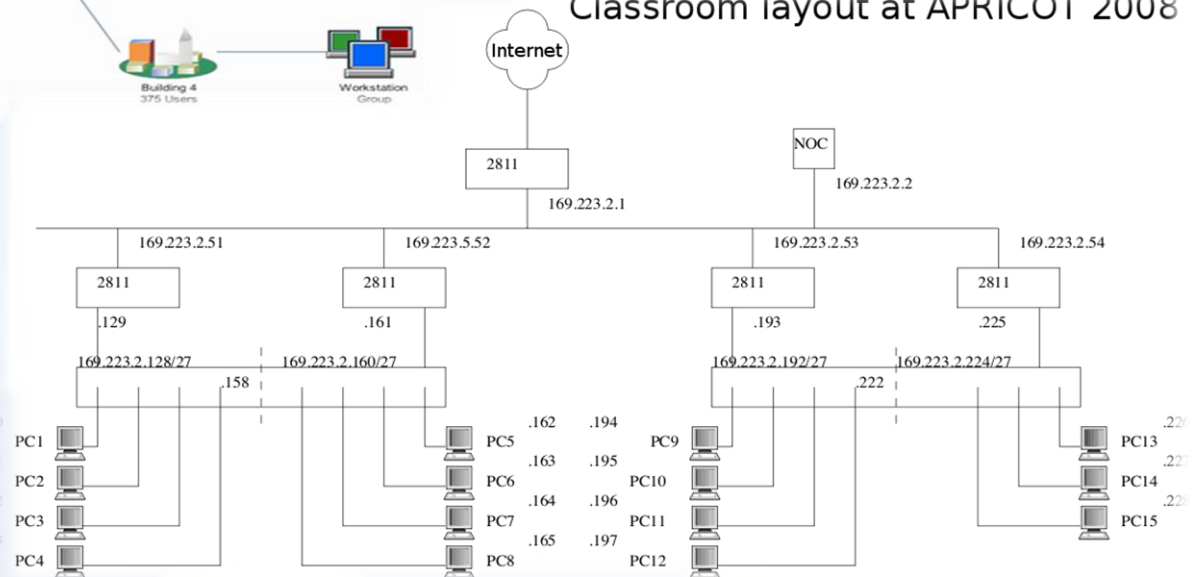 Classroom layout at APRICOT 2008
Internet
Building 4
375 Users
Workstation
Group
2811
NOC
169.223.2.2
169.223.2.1
169.223.2.51
169.223.5.52
169.223.2.53
169.223.2.54
2811
2811
2811
2811
.129
.161
.193
.225
169.223.2.128/27
169.223.2.160/27
169.223.2.192/27
169.223.2.224/27
.158
.222
PC1
PC5
.162
.194
PC9
PC13
.226
PC2
PC6
.163
.195
PC10
PC14
.227
PC3
PC7
.164
.196
PC11
PC15
.228
PC4
PC8
.165
.197
PC12